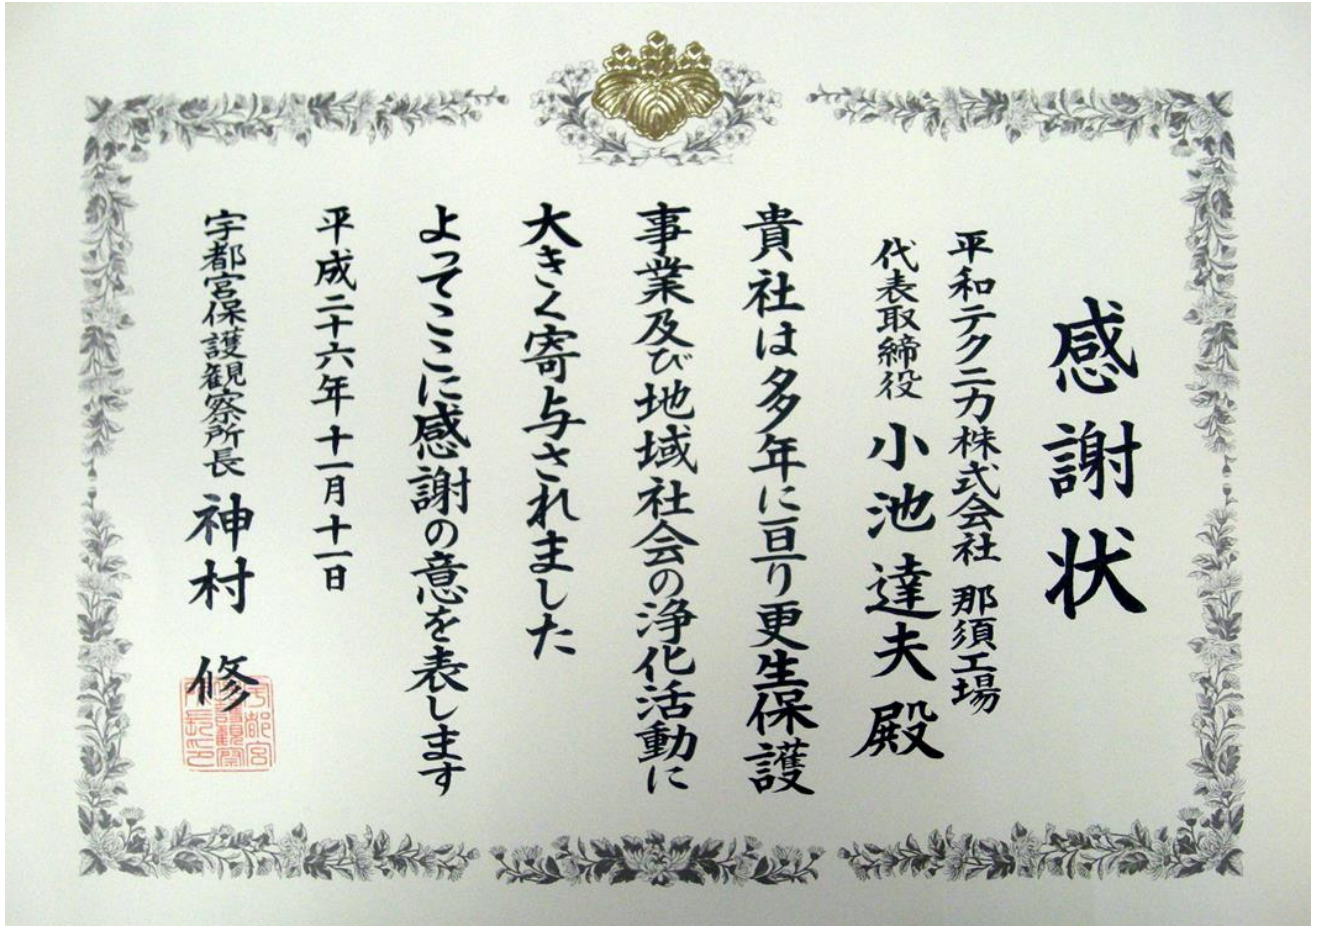 感謝状
平和テクニカ株式会社 那須工場
代表取締役 小池達夫殿
貴社は多年に亘り更生保護
事業及び地域社会の浄化活動に
大きく寄与されました
よってここに感謝の意を表します
平成二十六年十一月十一日
宇都宮保護観察所長 神村 修